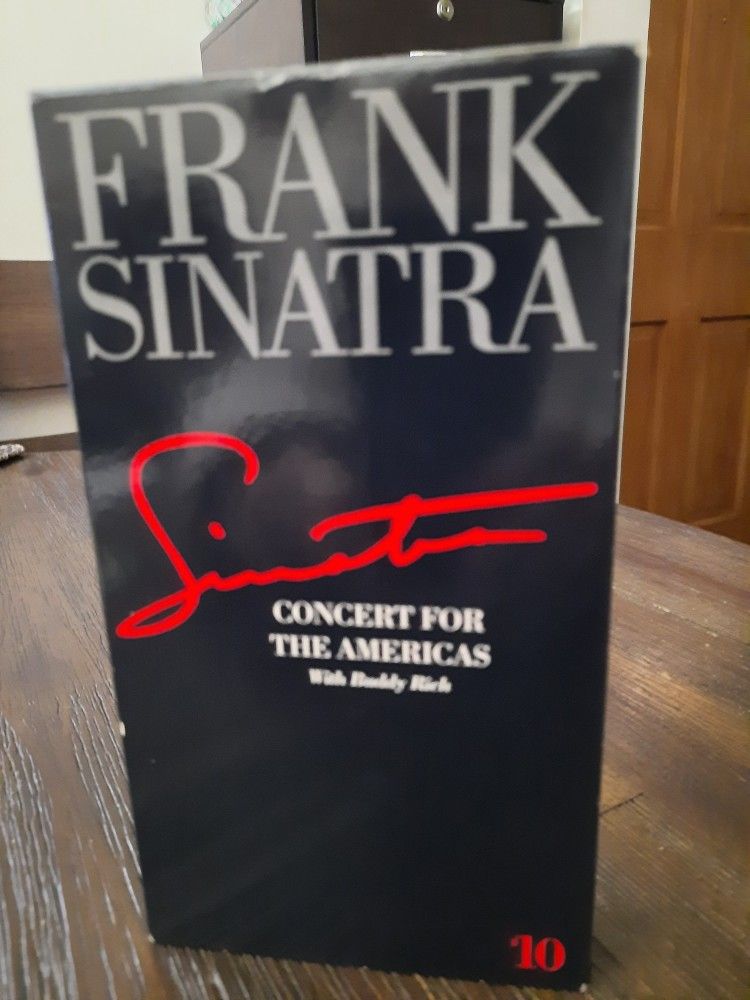 FRANK
SINATRA
Sinatra
CONCERT FOR
THE AMERICAS
With Buddy Rich
10